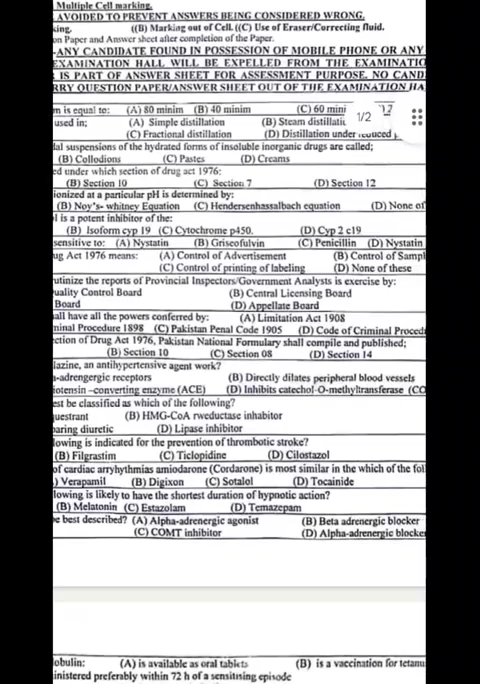 Multiple Cell marking.
AVOIDED TO PREVENT ANSWERS BEING CONSIDERED WRONG.
king. ((B) Marking out of Cell. ((C) Use of Eraser/Correcting fluid.
on Paper and Answer sheet after completion of the Paper.
-ANY CANDIDATE FOUND IN POSSESSION OF MOBILE PHONE OR ANY
EXAMINATION HALL WILL BE EXPELLED FROM THE EXAMINATIO
IS PART OF ANSWER SHEET FOR ASSESSMENT PURPOSE. NO CAND
RRY QUESTION PAPER/ANSWER SHEET OUT OF THE EXAMINATION HA
m is equal to: (A) 80 minim (B) 40 minim (C) 60 mini
1/2
used in; (A) Simple distillation (B) Steam distillati
(C) Fractional distillation (D) Distillation under
dal suspensions of the hydrated forms of insoluble inorganic drugs are called;
(B) Collodions (C) Pastes (D) Creams
ed under which section of drug act 1976:
(B) Section 10 (C) Section 7 (D) Section 12
ionized at a particular pH is determined by:
(B) Noy's- whitney Equation (C) Hendersenhassalbach equation (D) None of
l is a potent inhibitor of the:
(B) Isoform cyp 19 (C) Cytochrome p450. (D) Cyp 2 c19
sensitive to: (A) Nystatin (B) Griseofulvin (C) Penicillin (D) Nystatin
ug Act 1976 means: (A) Control of Advertisement (B) Control of Sampl
(C) Control of printing of labeling (D) None of these
utinize the reports of Provincial Inspectors/Government Analysts is exercise by:
uality Control Board (B) Central Licensing Board
Board (D) Appellate Board
all have all the powers conferred by: (A) Limitation Act 1908
minal Procedure 1898 (C) Pakistan Penal Code 1905 (D) Code of Criminal Proced
ction of Drug Act 1976, Pakistan National Formulary shall compile and published;
(B) Section 10 (C) Section 08 (D) Section 14
lazine, an antihypertensive agent work?
a-adrengergic receptors (B) Directly dilates peripheral blood vessels
iotensin –converting enzyme (ACE) (D) Inhibits catechol-O-methyltransferase (CO
est be classified as which of the following?
questrant (B) HMG-CoA rweductase inhabitor
paring diuretic (D) Lipase inhibitor
lowing is indicated for the prevention of thrombotic stroke?
(B) Filgrastim (C) Ticlopidine (D) Cilostazol
of cardiac arryhythmias amiodarone (Cordarone) is most similar in the which of the fol
) Verapamil (B) Digixon (C) Sotalol (D) Tocainide
lowing is likely to have the shortest duration of hypnotic action?
(B) Melatonin (C) Estazolam (D) Temazepam
e best described? (A) Alpha-adrenergic agonist (B) Beta adrenergic blocker
(C) COMT inhibitor (D) Alpha-adrenergic blocke
obulin: (A) is available as oral tablets (B) is a vaccination for tetanu
inistered preferably within 72 h of a sensitising episode